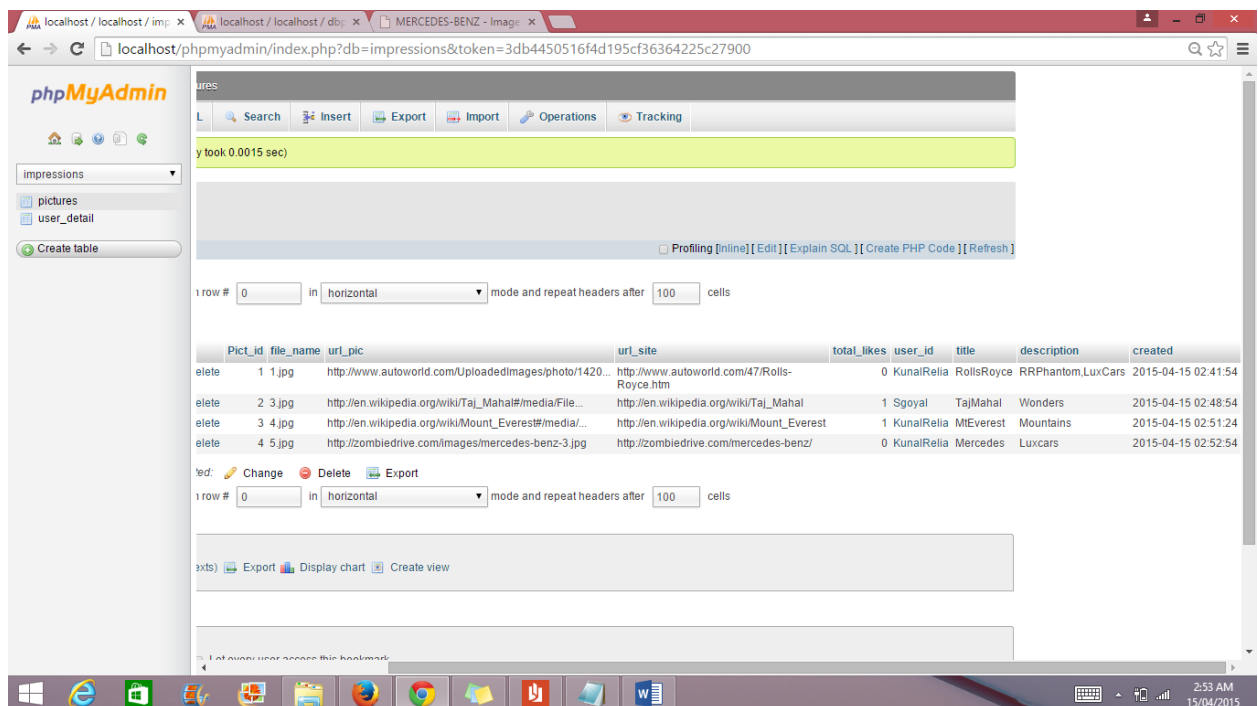 localhost / localhost / imp
localhost / localhost / dbp
MERCEDES-BENZ - Image
localhost/phpmyadmin/index.php?db=impressions&token=3db4450516f4d195cf36364225c27900
phpMyAdmin
impressions
pictures
user_detail
Create table
ures
L Search Insert Export Import Operations Tracking
y took 0.0015 sec)
Profiling [Inline] [ Edit ] [ Explain SQL ] [ Create PHP Code ] [ Refresh ]
row # 0 in horizontal mode and repeat headers after 100 cells
Pict_id file_name url_pic url_site total_likes user_id title description created
elete 1 1.jpg http://www.autoworld.com/UploadedImages/photo/1420... http://www.autoworld.com/47/Rolls-Royce.htm 0 KunalRelia RollsRoyce RRPhantom,LuxCars 2015-04-15 02:41:54
elete 2 3.jpg http://en.wikipedia.org/wiki/Taj_Mahal#/media/File... http://en.wikipedia.org/wiki/Taj_Mahal 1 Sgoyal TajMahal Wonders 2015-04-15 02:48:54
elete 3 4.jpg http://en.wikipedia.org/wiki/Mount_Everest#/media/... http://en.wikipedia.org/wiki/Mount_Everest 1 KunalRelia MtEverest Mountains 2015-04-15 02:51:24
elete 4 5.jpg http://zombiedrive.com/images/mercedes-benz-3.jpg http://zombiedrive.com/mercedes-benz/ 0 KunalRelia Mercedes Luxcars 2015-04-15 02:52:54
ted: Change Delete Export
row # 0 in horizontal mode and repeat headers after 100 cells
exts) Export Display chart Create view
Let every user access this bookmark
2:53 AM
15/04/2015